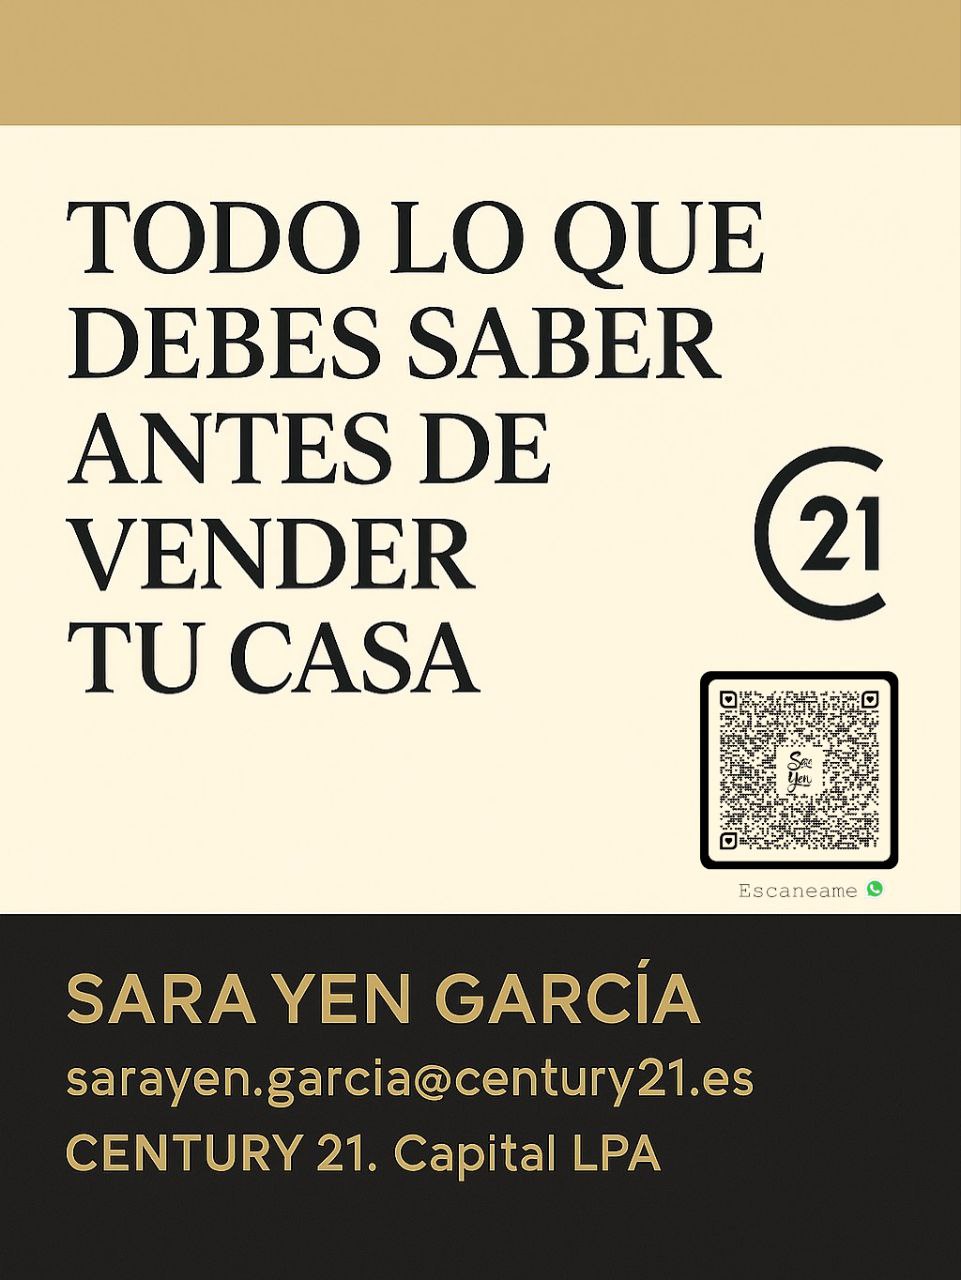 TODO LO QUE
DEBES SABER
ANTES DE
VENDER
TU CASA
C21
Sara
Yen
Escaneame
SARA YEN GARCÍA
sarayen.garcia@century21.es
CENTURY 21. Capital LPA